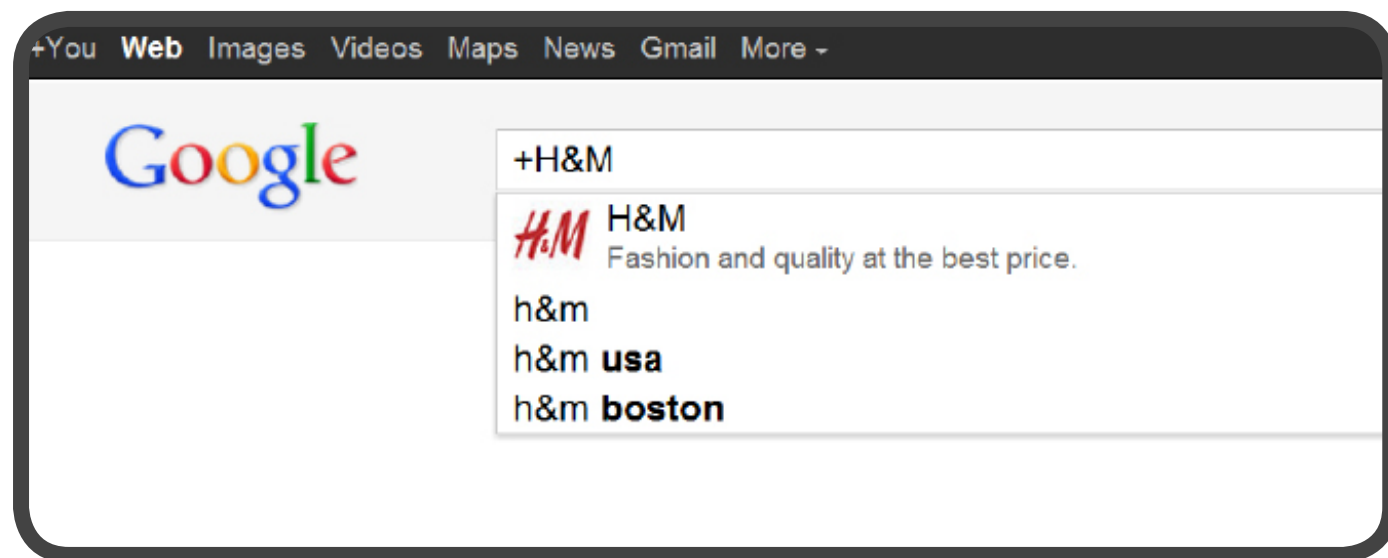 +You Web Images Videos Maps News Gmail More
Google
+H&M
H&M H&M
Fashion and quality at the best price.
h&m
h&m usa
h&m boston